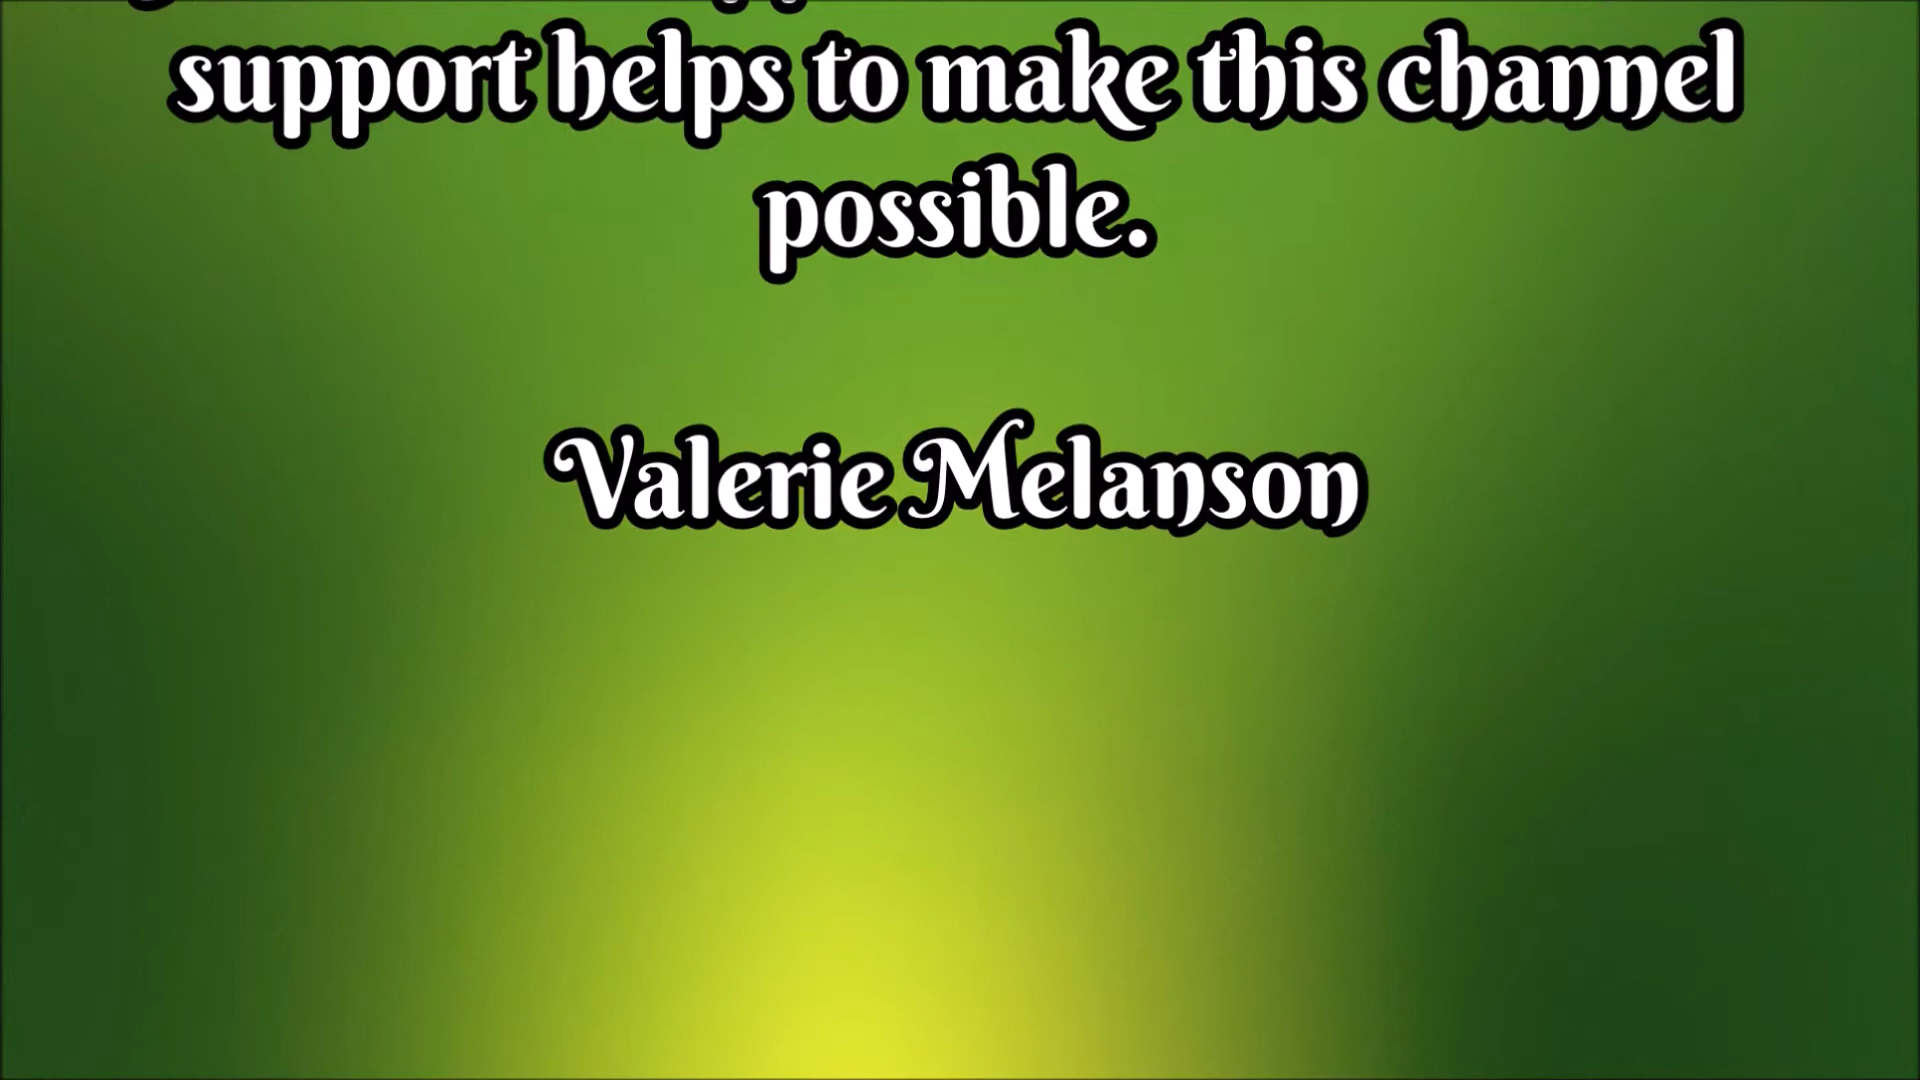 support helps to make this channel
possible.
Valerie Melanson